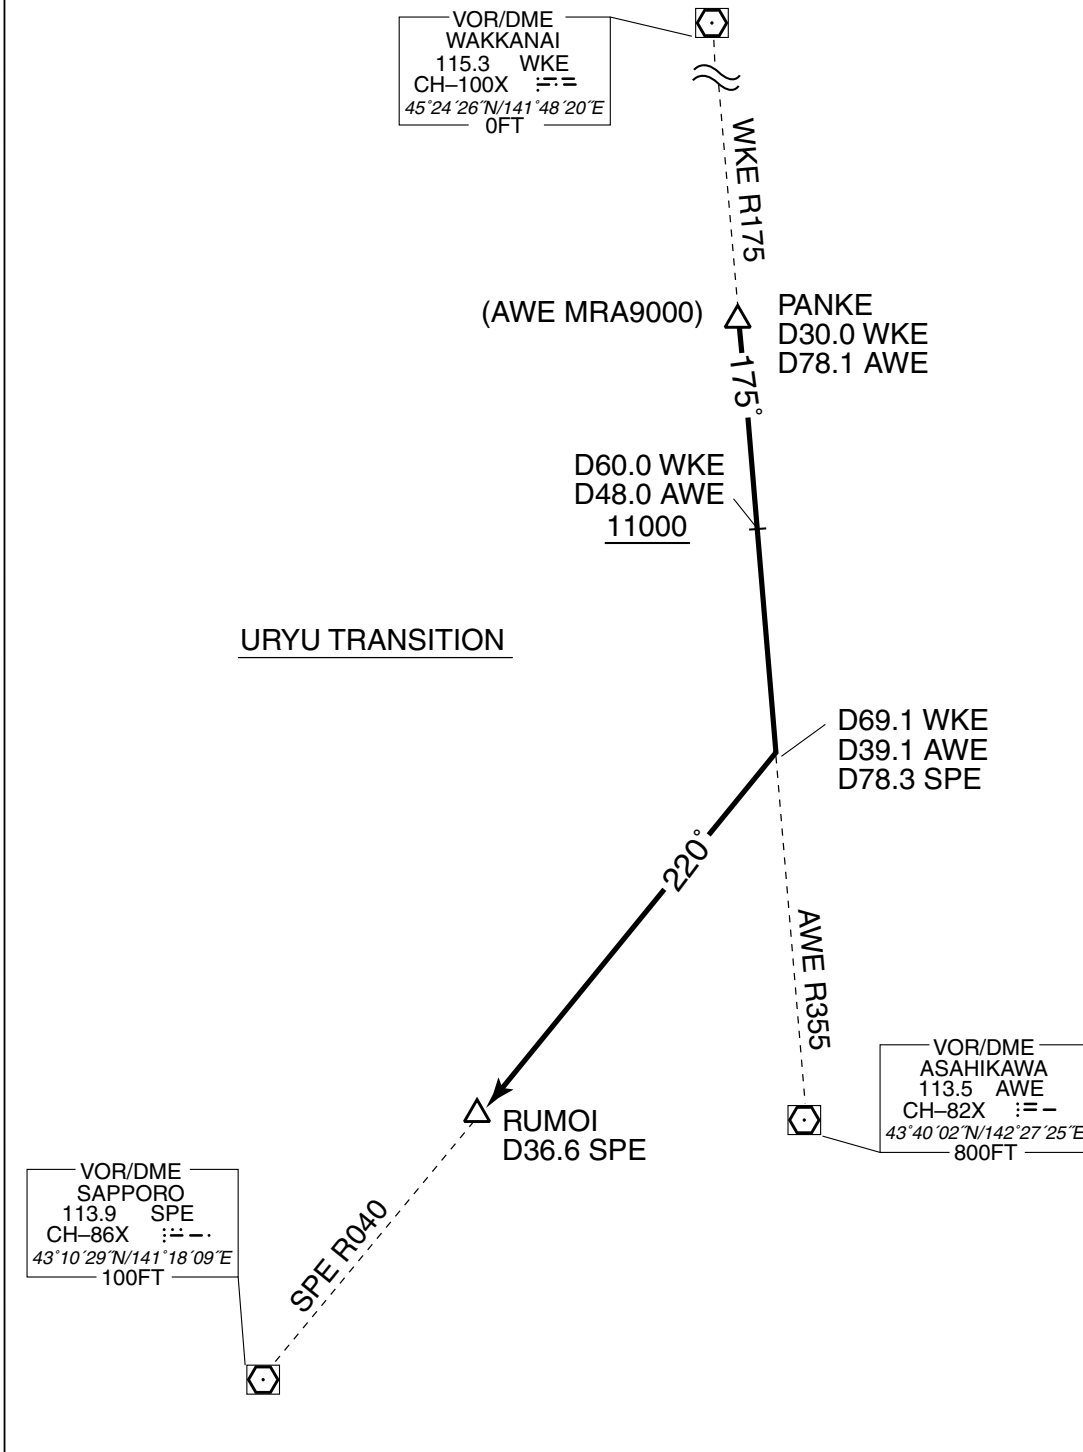 VOR/DME
WAKKANAI
115.3 WKE
CH–100X
45°24´26˝N/141°48´20˝E
0FT
WKE R175
(AWE MRA9000)
PANKE
D30.0 WKE
D78.1 AWE
175°
D60.0 WKE
D48.0 AWE
11000
URYU TRANSITION
D69.1 WKE
D39.1 AWE
D78.3 SPE
220°
AWE R355
VOR/DME
ASAHIKAWA
113.5 AWE
CH–82X
43°40´02˝N/142°27´25˝E
800FT
RUMOI
D36.6 SPE
VOR/DME
SAPPORO
113.9 SPE
CH–86X
43°10´29˝N/141°18´09˝E
100FT
SPE R040